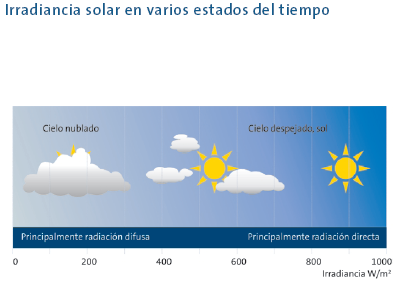 Irradiancia solar en varios estados del tiempo
Cielo nublado
Cielo despejado, sol
Principalmente radiación difusa
Principalmente radiación directa
0 200 400 600 800 1000
Irradiancia W/m²